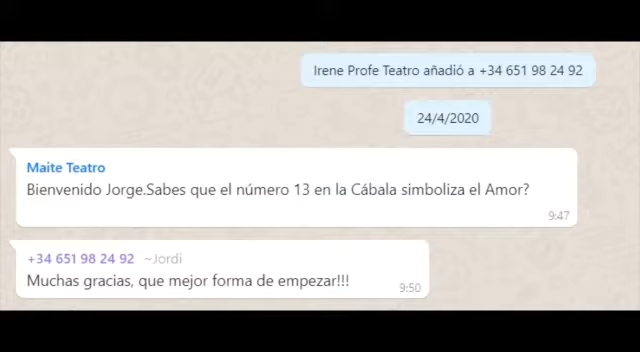 Irene Profe Teatro añadió a +34 651 98 24 92
24/4/2020
Maite Teatro
Bienvenido Jorge.Sabes que el número 13 en la Cábala simboliza el Amor?
9:47
+34 651 98 24 92 ~Jordi
Muchas gracias, que mejor forma de empezar!!!
9:50